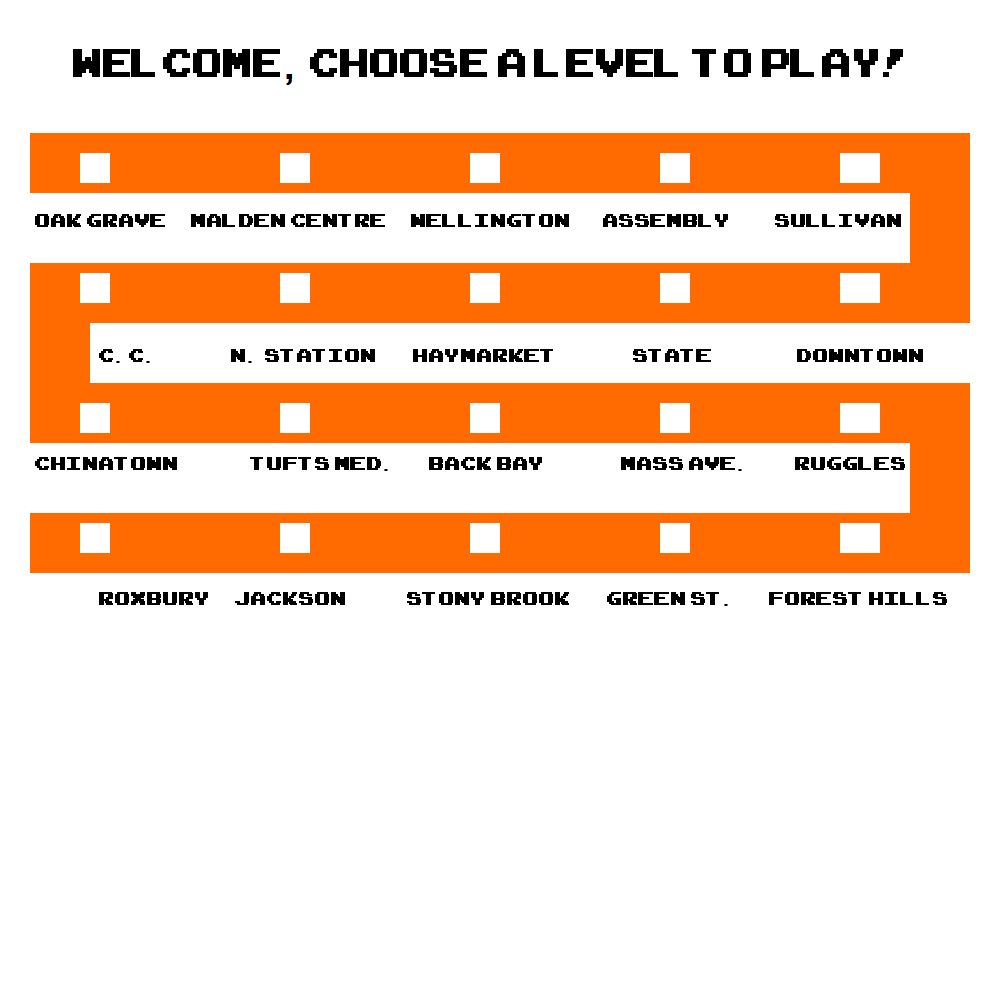 WELCOME, CHOOSE A LEVEL TO PLAY!
OAK GRAVE MALDEN CENTRE WELLINGTON ASSEMBLY SULLIVAN
C. C. N. STATION HAYMARKET STATE DOWNTOWN
CHINATOWN TUFTS MED. BACK BAY MASS AVE. RUGGLES
ROXBURY JACKSON STONY BROOK GREEN ST. FOREST HILLS